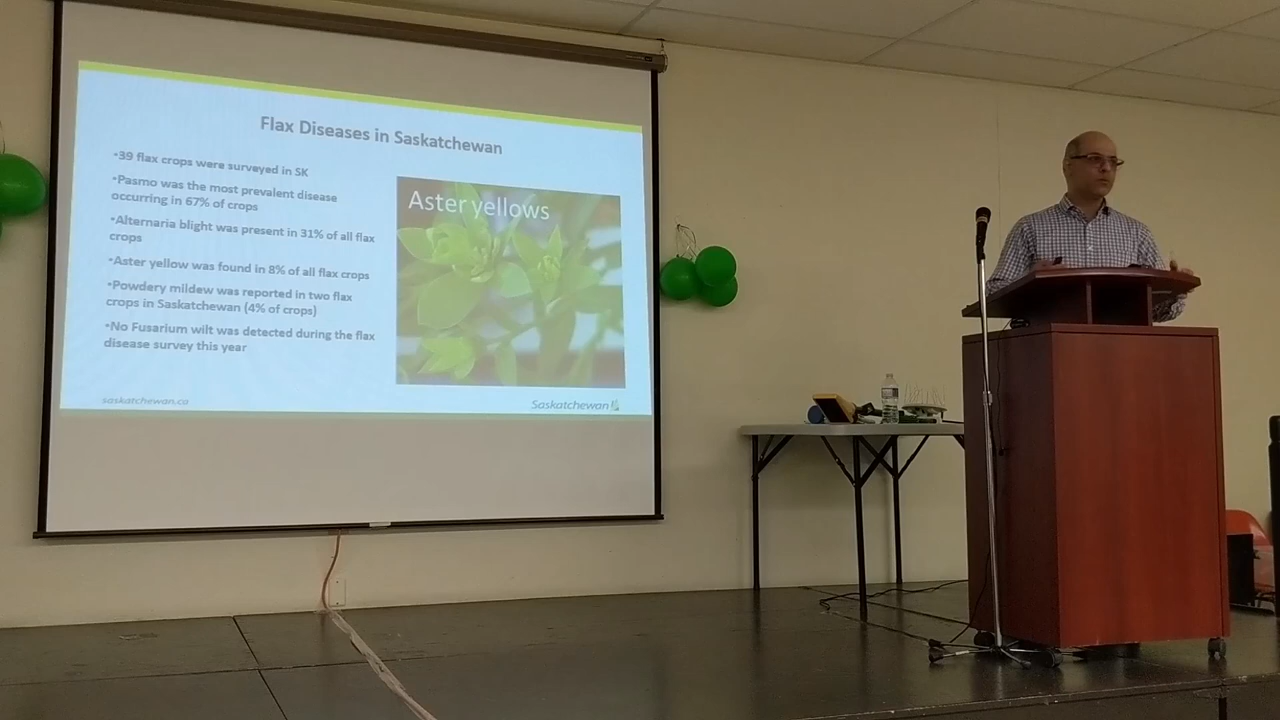 Flax Diseases in Saskatchewan
•39 flax crops were surveyed in SK
•Pasmo was the most prevalent disease
occurring in 67% of crops
•Alternaria blight was present in 31% of all flax
crops
•Aster yellow was found in 8% of all flax crops
•Powdery mildew was reported in two flax
crops in Saskatchewan (4% of crops)
•No Fusarium wilt was detected during the flax
disease survey this year
Aster yellows
saskatchewan.ca
Saskatchewan